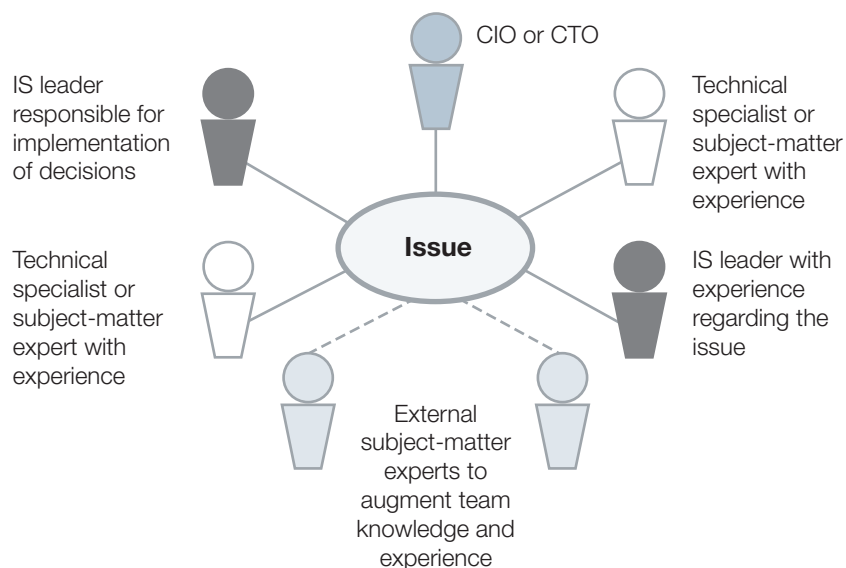 CIO or CTO
IS leader
responsible for
implementation
of decisions
Technical
specialist or
subject-matter
expert with
experience
Issue
Technical
specialist or
subject-matter
expert with
experience
IS leader with
experience
regarding the
issue
External
subject-matter
experts to
augment team
knowledge and
experience